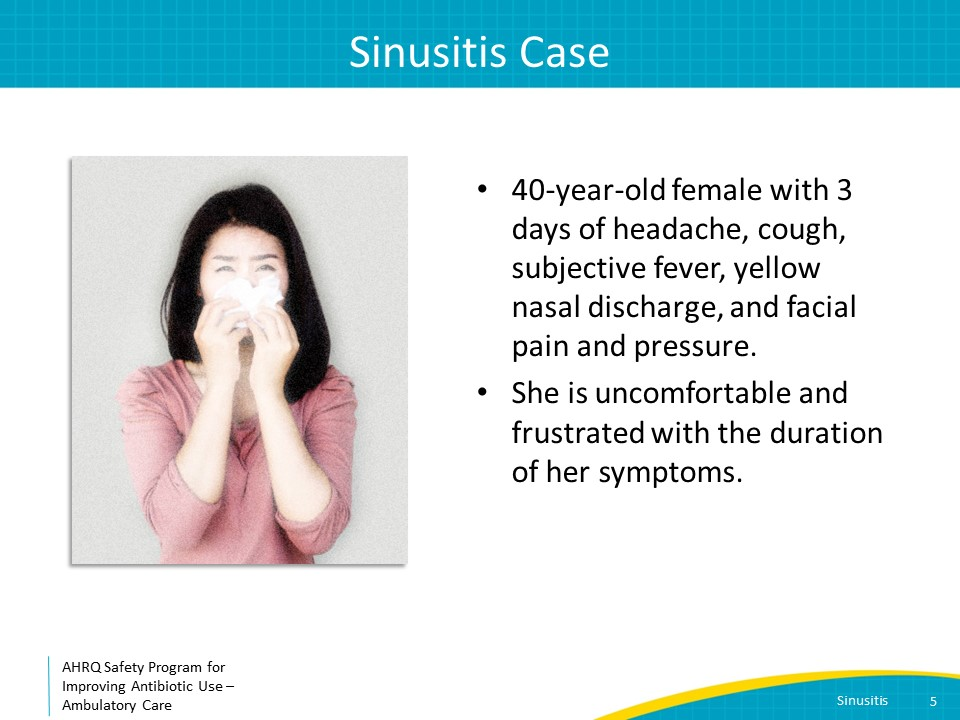 Sinusitis Case
• 40-year-old female with 3
days of headache, cough,
subjective fever, yellow
nasal discharge, and facial
pain and pressure.
• She is uncomfortable and
frustrated with the duration
of her symptoms.
AHRQ Safety Program for
Improving Antibiotic Use –
Ambulatory Care
Sinusitis 5